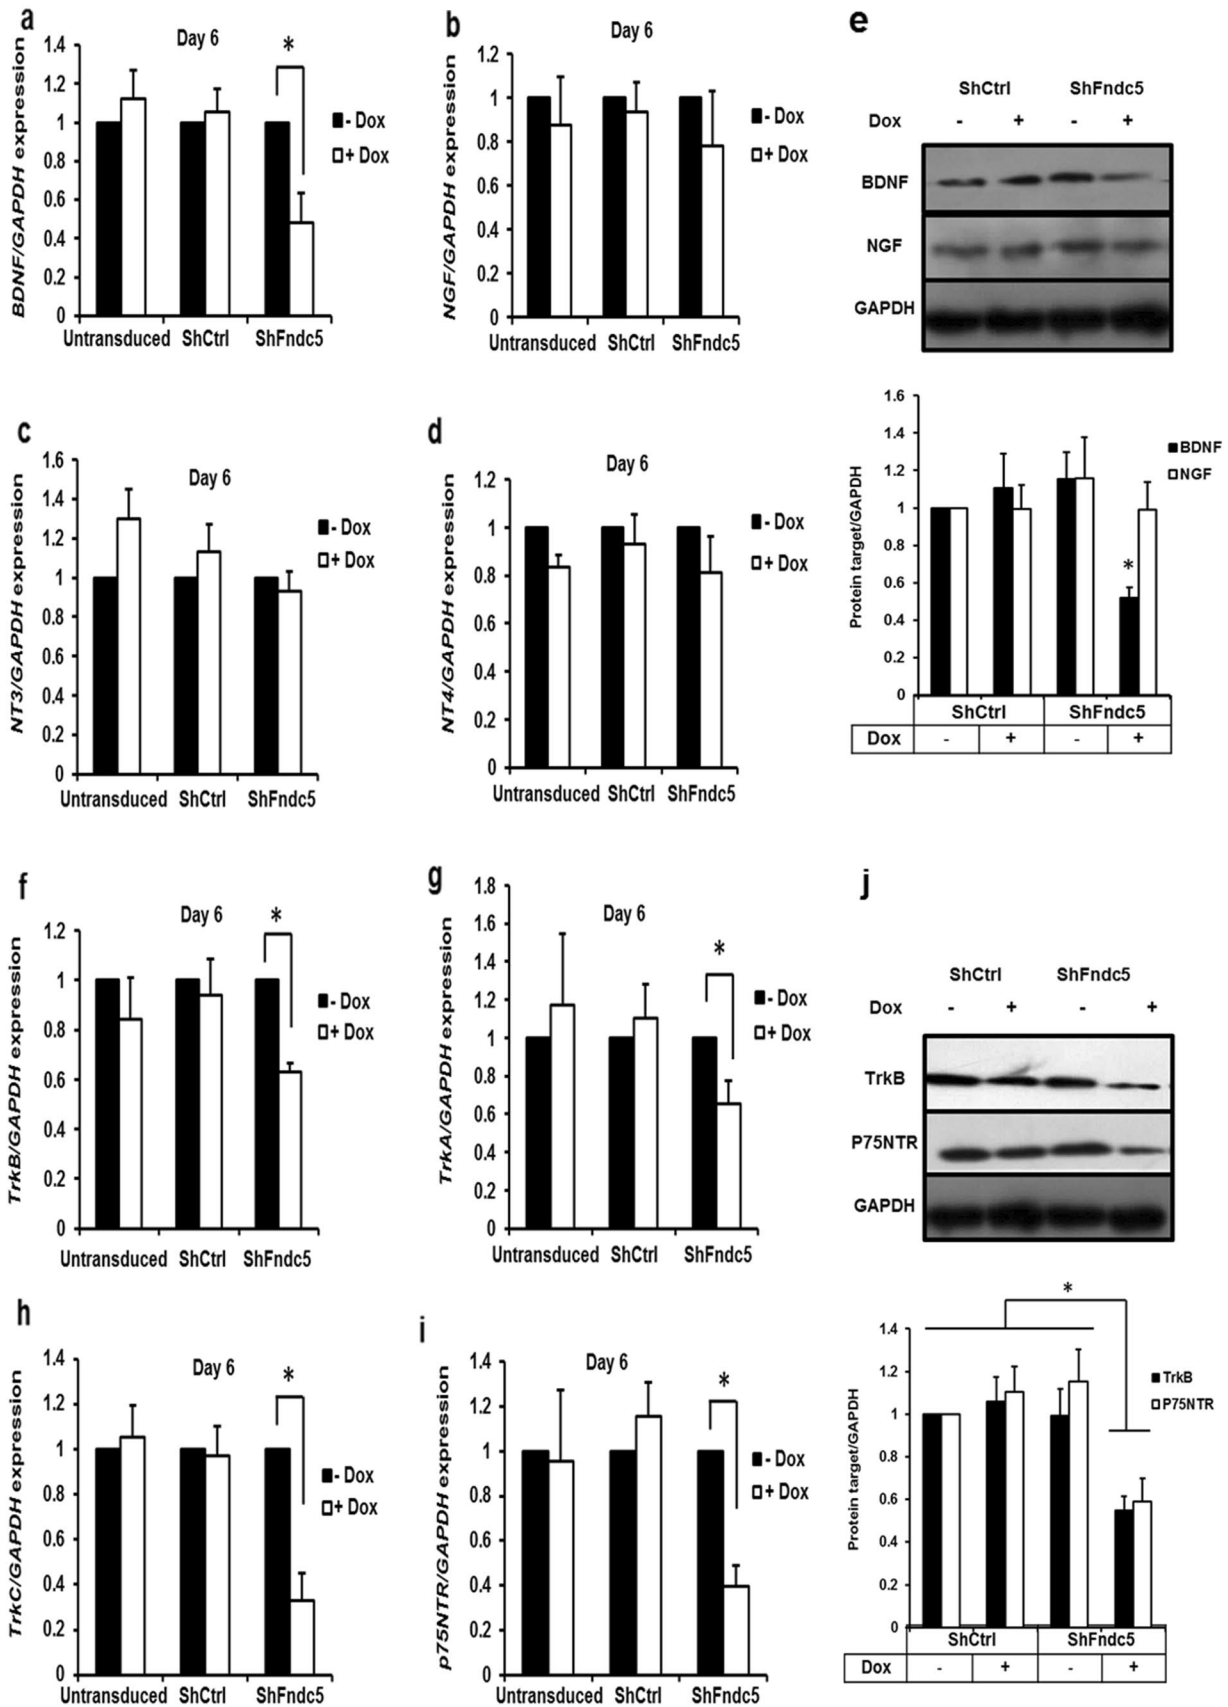 a
Day 6
*
BDNF/GAPDH expression
1.4
1.2
1
0.8
0.6
0.4
0.2
0
- Dox
+ Dox
Untransduced ShCtrl ShFndc5
b
Day 6
NGF/GAPDH expression
1.2
1
0.8
0.6
0.4
0.2
0
- Dox
+ Dox
Untransduced ShCtrl ShFndc5
e
ShCtrl ShFndc5
Dox - + - +
BDNF
NGF
GAPDH
Protein target/GAPDH
1.6
1.4
1.2
1
0.8
0.6
0.4
0.2
0
*
BDNF
NGF
ShCtrl ShFndc5
Dox - + - +
c
Day 6
NT3/GAPDH expression
1.6
1.4
1.2
1
0.8
0.6
0.4
0.2
0
- Dox
+ Dox
Untransduced ShCtrl ShFndc5
d
Day 6
NT4/GAPDH expression
1.2
1
0.8
0.6
0.4
0.2
0
- Dox
+ Dox
Untransduced ShCtrl ShFndc5
f
Day 6
*
TrkB/GAPDH expression
1.2
1
0.8
0.6
0.4
0.2
0
- Dox
+ Dox
Untransduced ShCtrl ShFndc5
g
Day 6
*
TrkA/GAPDH expression
1.8
1.6
1.4
1.2
1
0.8
0.6
0.4
0.2
0
- Dox
+ Dox
Untransduced ShCtrl ShFndc5
j
ShCtrl ShFndc5
Dox - + - +
TrkB
P75NTR
GAPDH
*
Protein target/GAPDH
1.4
1.2
1
0.8
0.6
0.4
0.2
0
TrkB
P75NTR
ShCtrl ShFndc5
Dox - + - +
h
Day 6
*
TrkC/GAPDH expression
1.4
1.2
1
0.8
0.6
0.4
0.2
0
- Dox
+ Dox
Untransduced ShCtrl ShFndc5
i
Day 6
*
p75NTR/GAPDH expression
1.4
1.2
1
0.8
0.6
0.4
0.2
0
- Dox
+ Dox
Untransduced ShCtrl ShFndc5